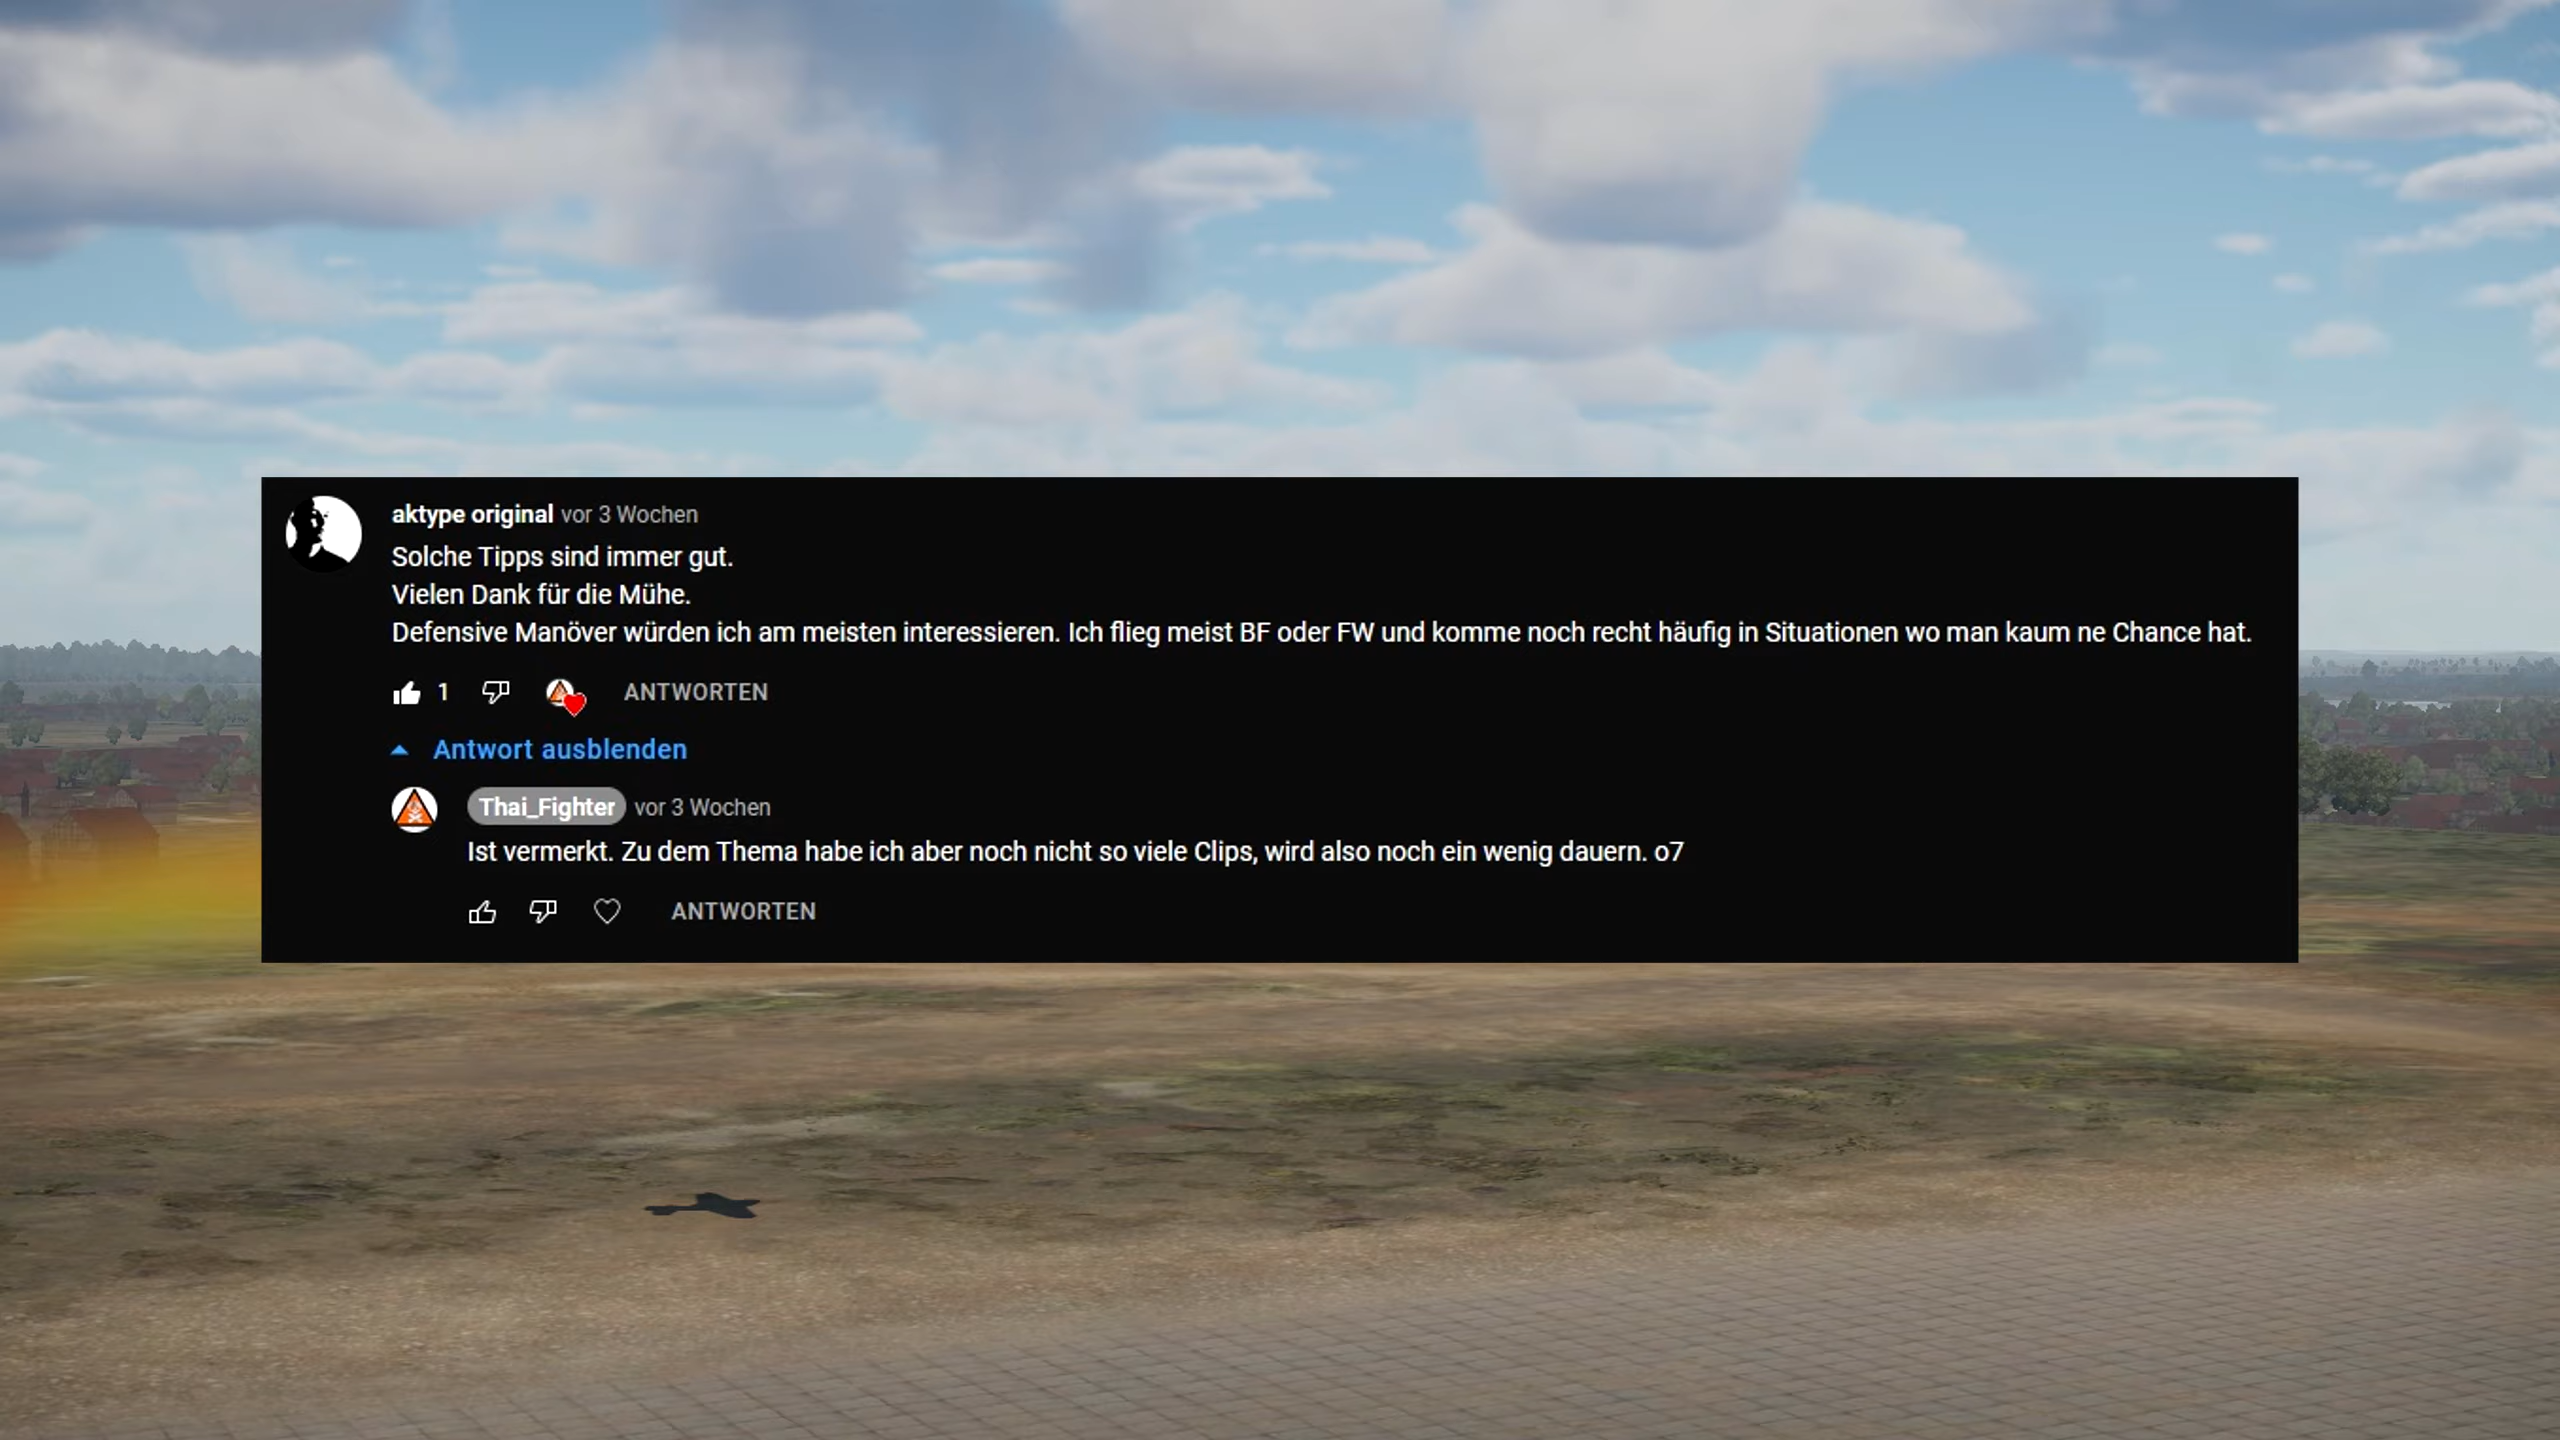 aktype original vor 3 Wochen
Solche Tipps sind immer gut.
Vielen Dank für die Mühe.
Defensive Manöver würden ich am meisten interessieren. Ich flieg meist BF oder FW und komme noch recht häufig in Situationen wo man kaum ne Chance hat.
1 ANTWORTEN
Antwort ausblenden
Thai_Fighter vor 3 Wochen
Ist vermerkt. Zu dem Thema habe ich aber noch nicht so viele Clips, wird also noch ein wenig dauern. o7
ANTWORTEN